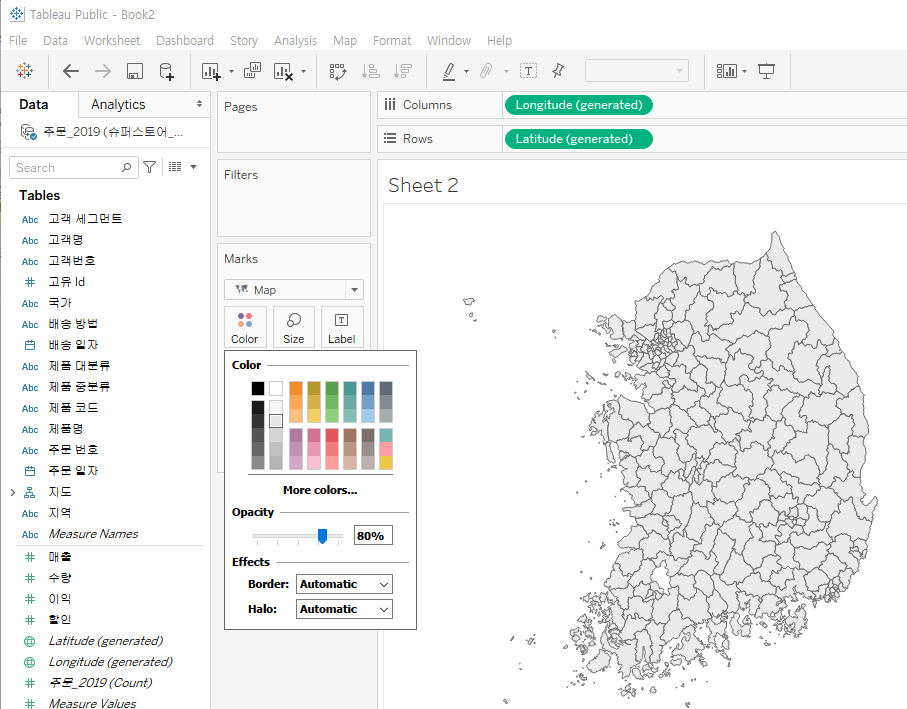 Tableau Public - Book2
File Data Worksheet Dashboard Story Analysis Map Format Window Help
Data Analytics
주문_2019 (슈퍼스토어_...
Search
Tables
Abc 고객 세그먼트
Abc 고객명
Abc 고객번호
# 고유 Id
Abc 국가
Abc 배송 방법
배송 일자
Abc 제품 대분류
Abc 제품 중분류
Abc 제품 코드
Abc 제품명
Abc 주문 번호
주문 일자
지도
Abc 지역
Abc Measure Names
# 매출
# 수량
# 이익
# 할인
Latitude (generated)
Longitude (generated)
# 주문_2019 (Count)
# Measure Values
Pages
Filters
Marks
Map
Color Size Label
Color
More colors...
Opacity
80%
Effects
Border: Automatic
Halo: Automatic
Columns Longitude (generated)
Rows Latitude (generated)
Sheet 2